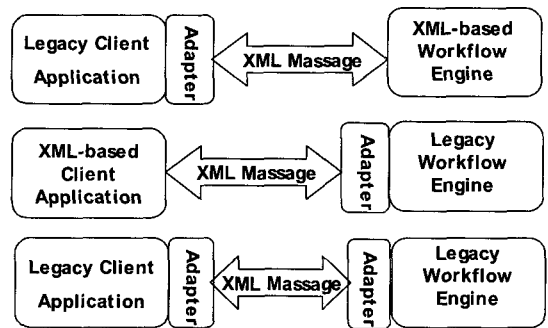 Legacy Client
Application
Adapter
XML Massage
XML-based
Workflow
Engine
XML-based
Client
Application
XML Massage
Adapter
Legacy
Workflow
Engine
Legacy Client
Application
Adapter
XML Massage
Adapter
Legacy
Workflow
Engine